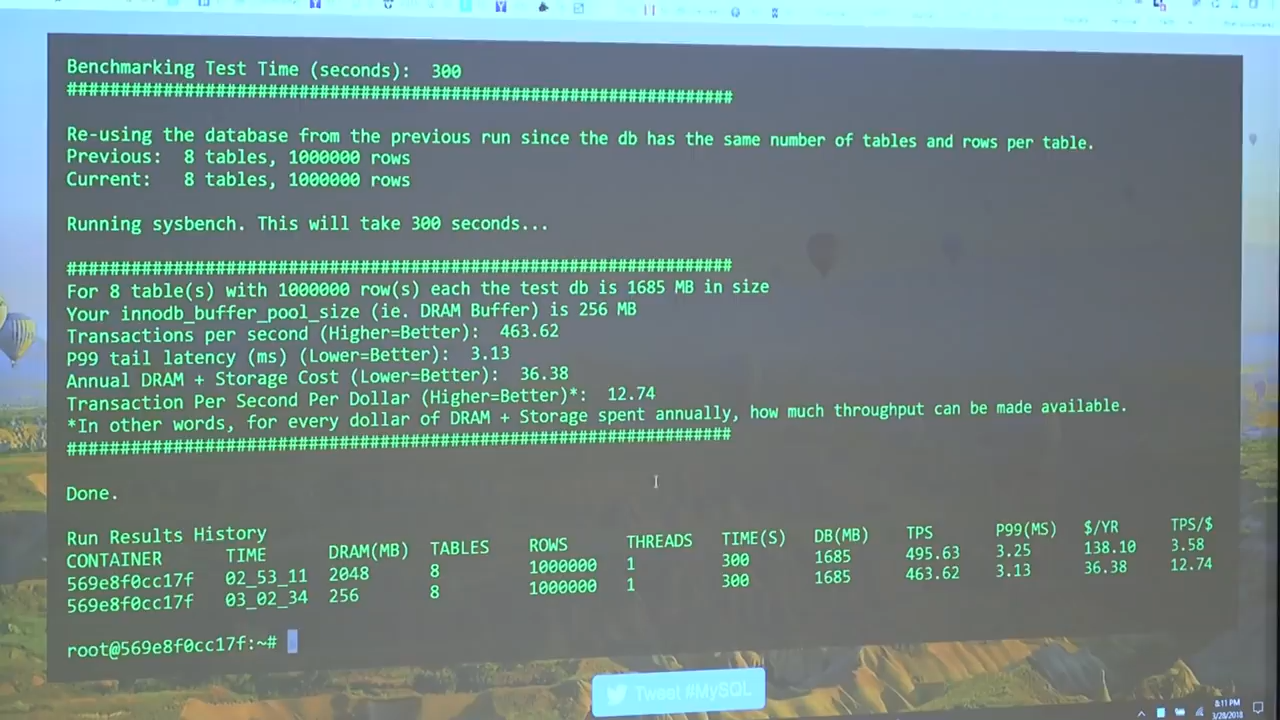 Benchmarking Test Time (seconds): 300
################################################################
Re-using the database from the previous run since the db has the same number of tables and rows per table.
Previous: 8 tables, 1000000 rows
Current: 8 tables, 1000000 rows
Running sysbench. This will take 300 seconds...
################################################################
For 8 table(s) with 1000000 row(s) each the test db is 1685 MB in size
Your innodb_buffer_pool_size (ie. DRAM Buffer) is 256 MB
Transactions per second (Higher=Better): 463.62
P99 tail latency (ms) (Lower=Better): 3.13
Annual DRAM + Storage Cost (Lower=Better): 36.38
Transaction Per Second Per Dollar (Higher=Better)*: 12.74
*In other words, for every dollar of DRAM + Storage spent annually, how much throughput can be made available.
################################################################
Done.
Run Results History
CONTAINER TIME DRAM(MB) TABLES ROWS THREADS TIME(S) DB(MB) TPS P99(MS) $/YR TPS/$
569e8f0cc17f 02_53_11 2048 8 1000000 1 300 1685 495.63 3.25 138.10 3.58
569e8f0cc17f 03_02_34 256 8 1000000 1 300 1685 463.62 3.13 36.38 12.74
root@569e8f0cc17f:~#
Tweet #MySQL
8:11 PM
3/28/2018